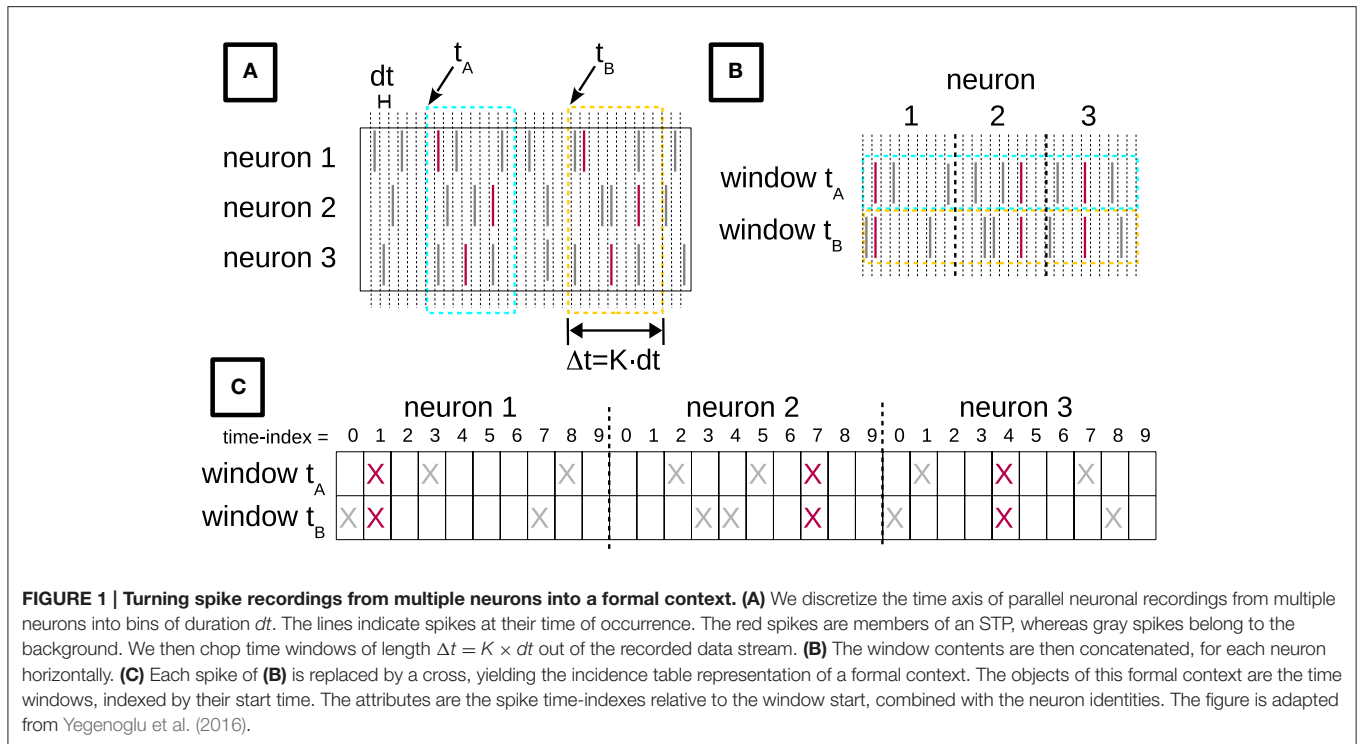 A
dt
t_A
t_B
neuron 1
neuron 2
neuron 3
Δt=K·dt
B
neuron
1 2 3
window t_A
window t_B
C
neuron 1 neuron 2 neuron 3
time-index = 0 1 2 3 4 5 6 7 8 9 0 1 2 3 4 5 6 7 8 9 0 1 2 3 4 5 6 7 8 9
window t_A X X X X X X X X X
window t_B X X X X X X X X X
FIGURE 1 | Turning spike recordings from multiple neurons into a formal context. (A) We discretize the time axis of parallel neuronal recordings from multiple
neurons into bins of duration dt. The lines indicate spikes at their time of occurrence. The red spikes are members of an STP, whereas gray spikes belong to the
background. We then chop time windows of length Δt = K × dt out of the recorded data stream. (B) The window contents are then concatenated, for each neuron
horizontally. (C) Each spike of (B) is replaced by a cross, yielding the incidence table representation of a formal context. The objects of this formal context are the time
windows, indexed by their start time. The attributes are the spike time-indexes relative to the window start, combined with the neuron identities. The figure is adapted
from Yegenoglu et al. (2016).